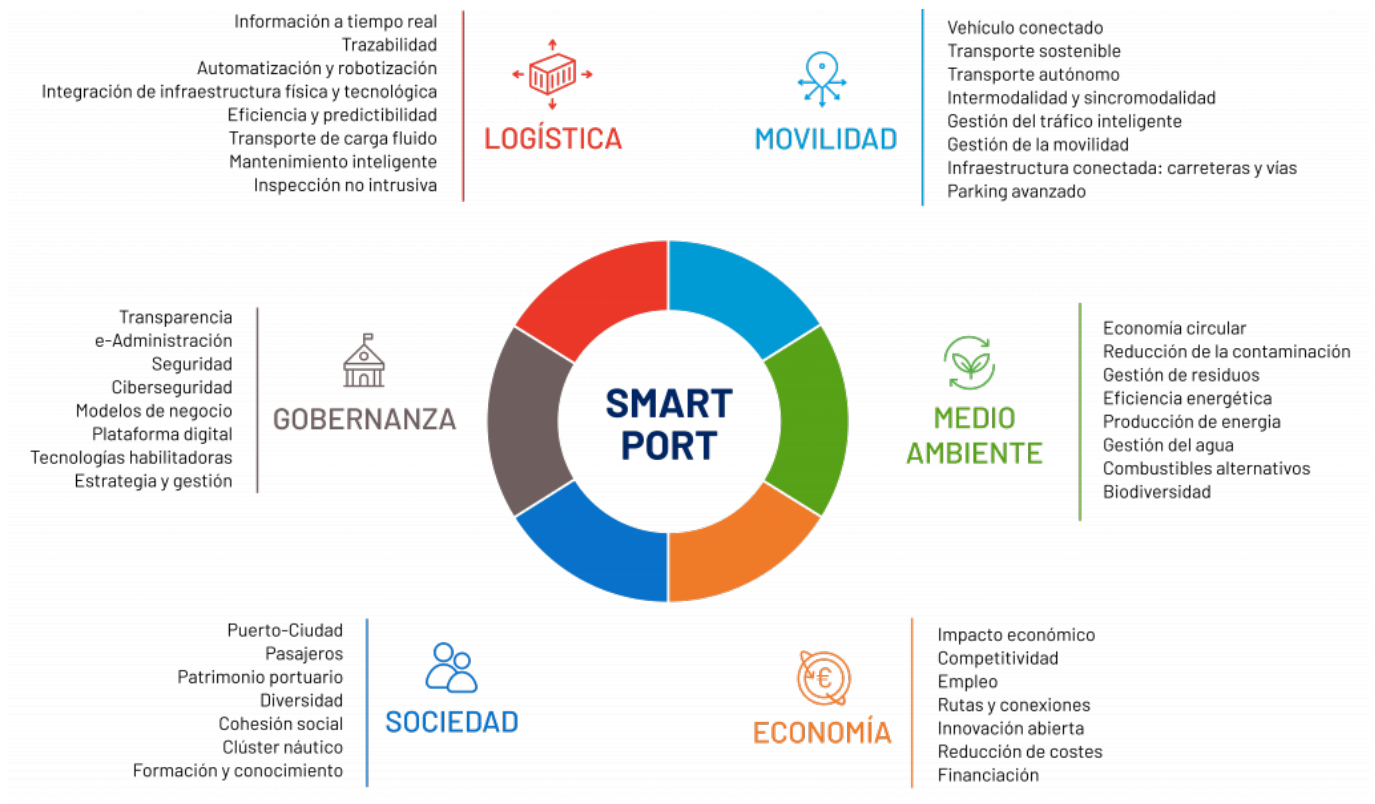 Información a tiempo real
Trazabilidad
Automatización y robotización
Integración de infraestructura física y tecnológica
Eficiencia y predictibilidad
Transporte de carga fluido
Mantenimiento inteligente
Inspección no intrusiva
LOGÍSTICA
MOVILIDAD
Vehículo conectado
Transporte sostenible
Transporte autónomo
Intermodalidad y sincromodalidad
Gestión del tráfico inteligente
Gestión de la movilidad
Infraestructura conectada: carreteras y vías
Parking avanzado
Transparencia
e-Administración
Seguridad
Ciberseguridad
Modelos de negocio
Plataforma digital
Tecnologías habilitadoras
Estrategia y gestión
GOBERNANZA
SMART
PORT
MEDIO
AMBIENTE
Economía circular
Reducción de la contaminación
Gestión de residuos
Eficiencia energética
Producción de energia
Gestión del agua
Combustibles alternativos
Biodiversidad
Puerto-Ciudad
Pasajeros
Patrimonio portuario
Diversidad
Cohesión social
Clúster náutico
Formación y conocimiento
SOCIEDAD
€
ECONOMÍA
Impacto económico
Competitividad
Empleo
Rutas y conexiones
Innovación abierta
Reducción de costes
Financiación